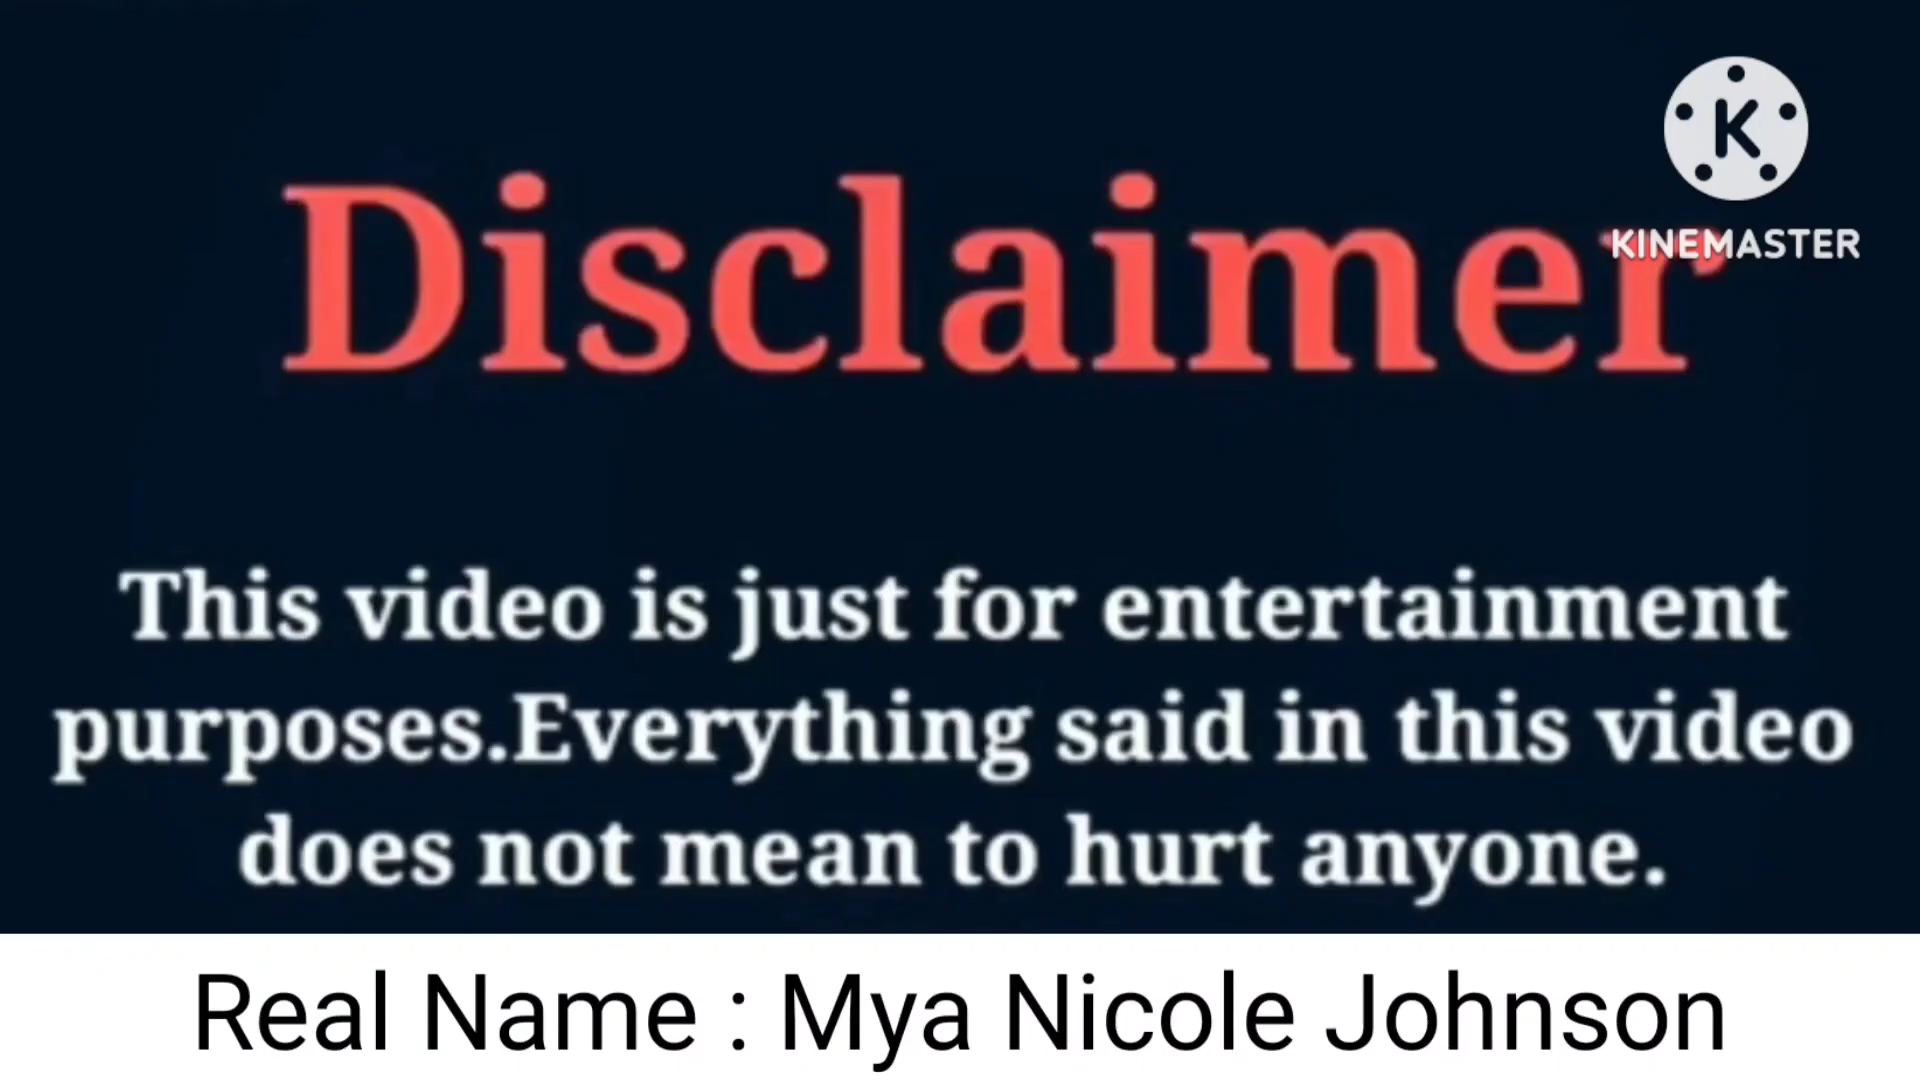 K
KINEMASTER
Disclaimer
This video is just for entertainment
purposes.Everything said in this video
does not mean to hurt anyone.
Real Name : Mya Nicole Johnson